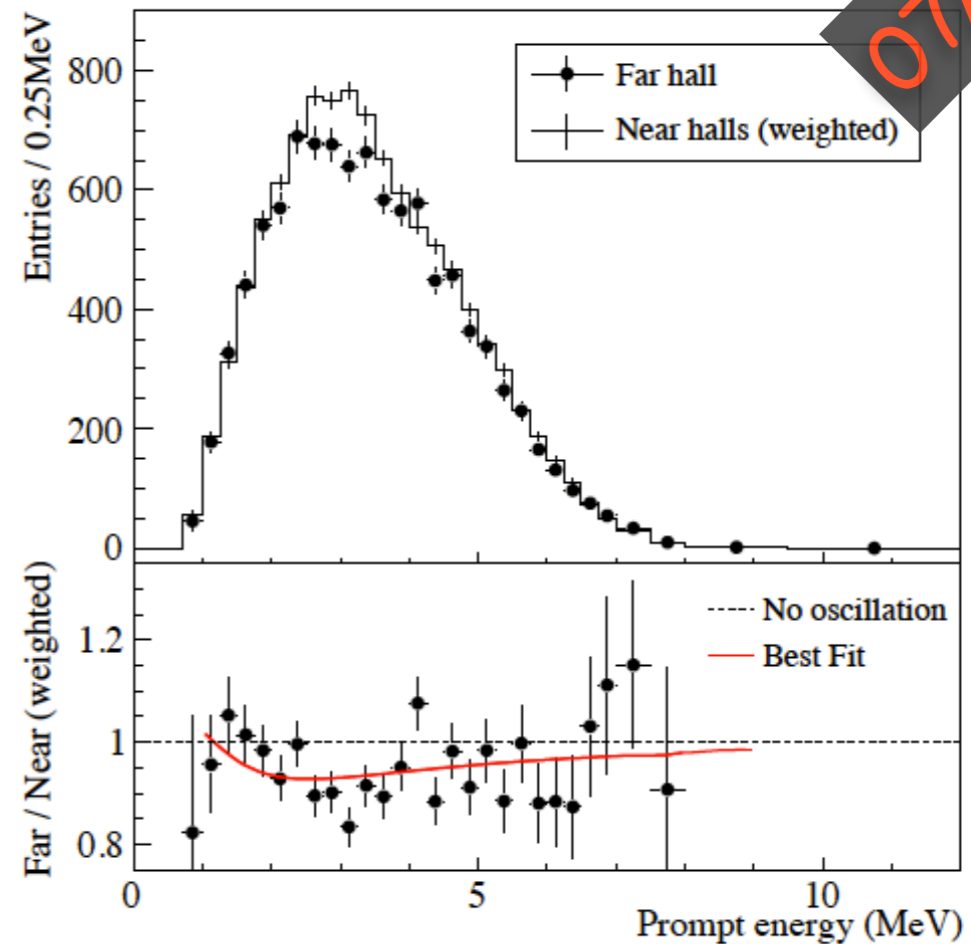 Entries / 0.25MeV
800
600
400
200
0
Far hall
Near halls (weighted)
07
Far / Near (weighted)
1.2
1
0.8
No oscillation
Best Fit
0
5
10
Prompt energy (MeV)